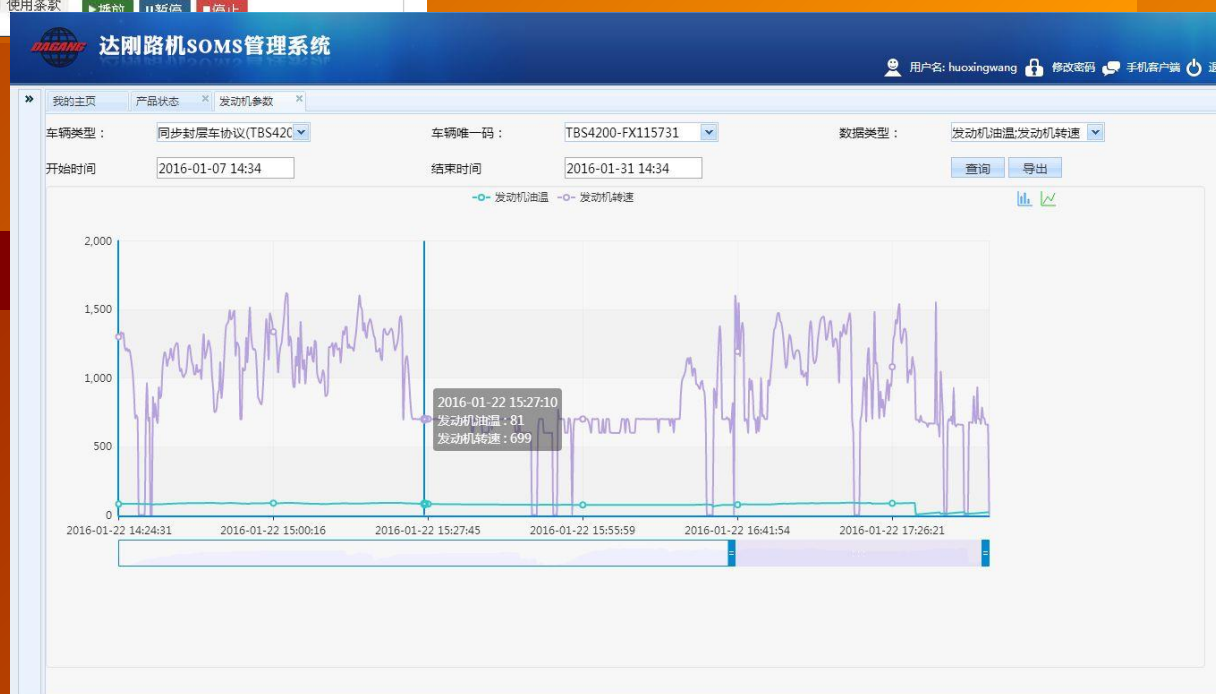 使用条款 播放 暂停 停止
DAGANG 达刚路机SOMS管理系统
用户名: huoxingwang 修改密码 手机客户端
» 我的主页 产品状态 × 发动机参数 ×
车辆类型： 同步封层车协议(TBS420 车辆唯一码： TBS4200-FX115731 数据类型： 发动机油温;发动机转速
开始时间 2016-01-07 14:34 结束时间 2016-01-31 14:34 查询 导出
发动机油温 发动机转速
2,000
1,500
1,000
2016-01-22 15:27:10
发动机油温 : 81
发动机转速 : 699
500
0
2016-01-22 14:24:31 2016-01-22 15:00:16 2016-01-22 15:27:45 2016-01-22 15:55:59 2016-01-22 16:41:54 2016-01-22 17:26:21